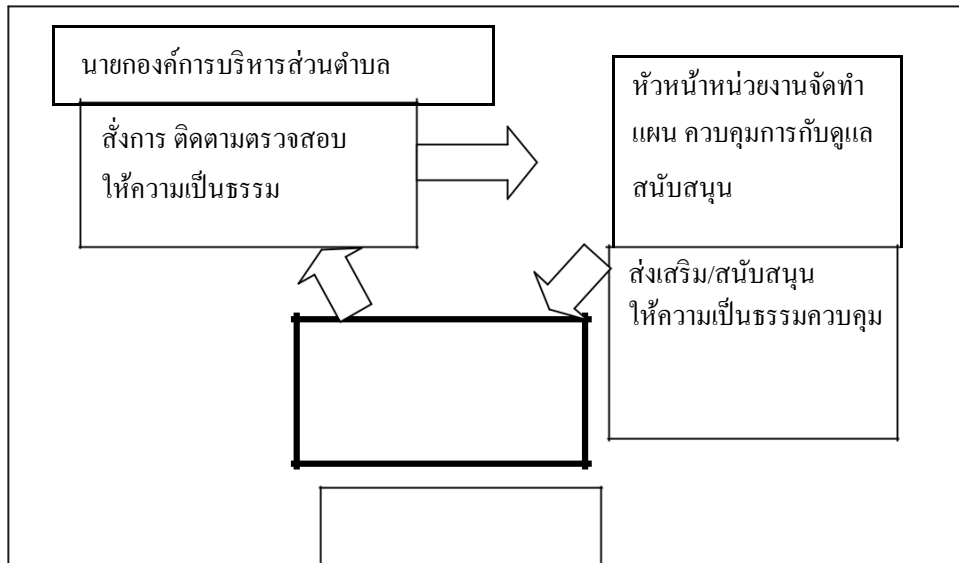 นายกองค์การบริหารส่วนตำบล
สั่งการ ติดตามตรวจสอบ
ให้ความเป็นธรรม
หัวหน้าหน่วยงานจัดทำ
แผน ควบคุมการกับดูแล
สนับสนุน
ส่งเสริม/สนับสนุน
ให้ความเป็นธรรมควบคุม